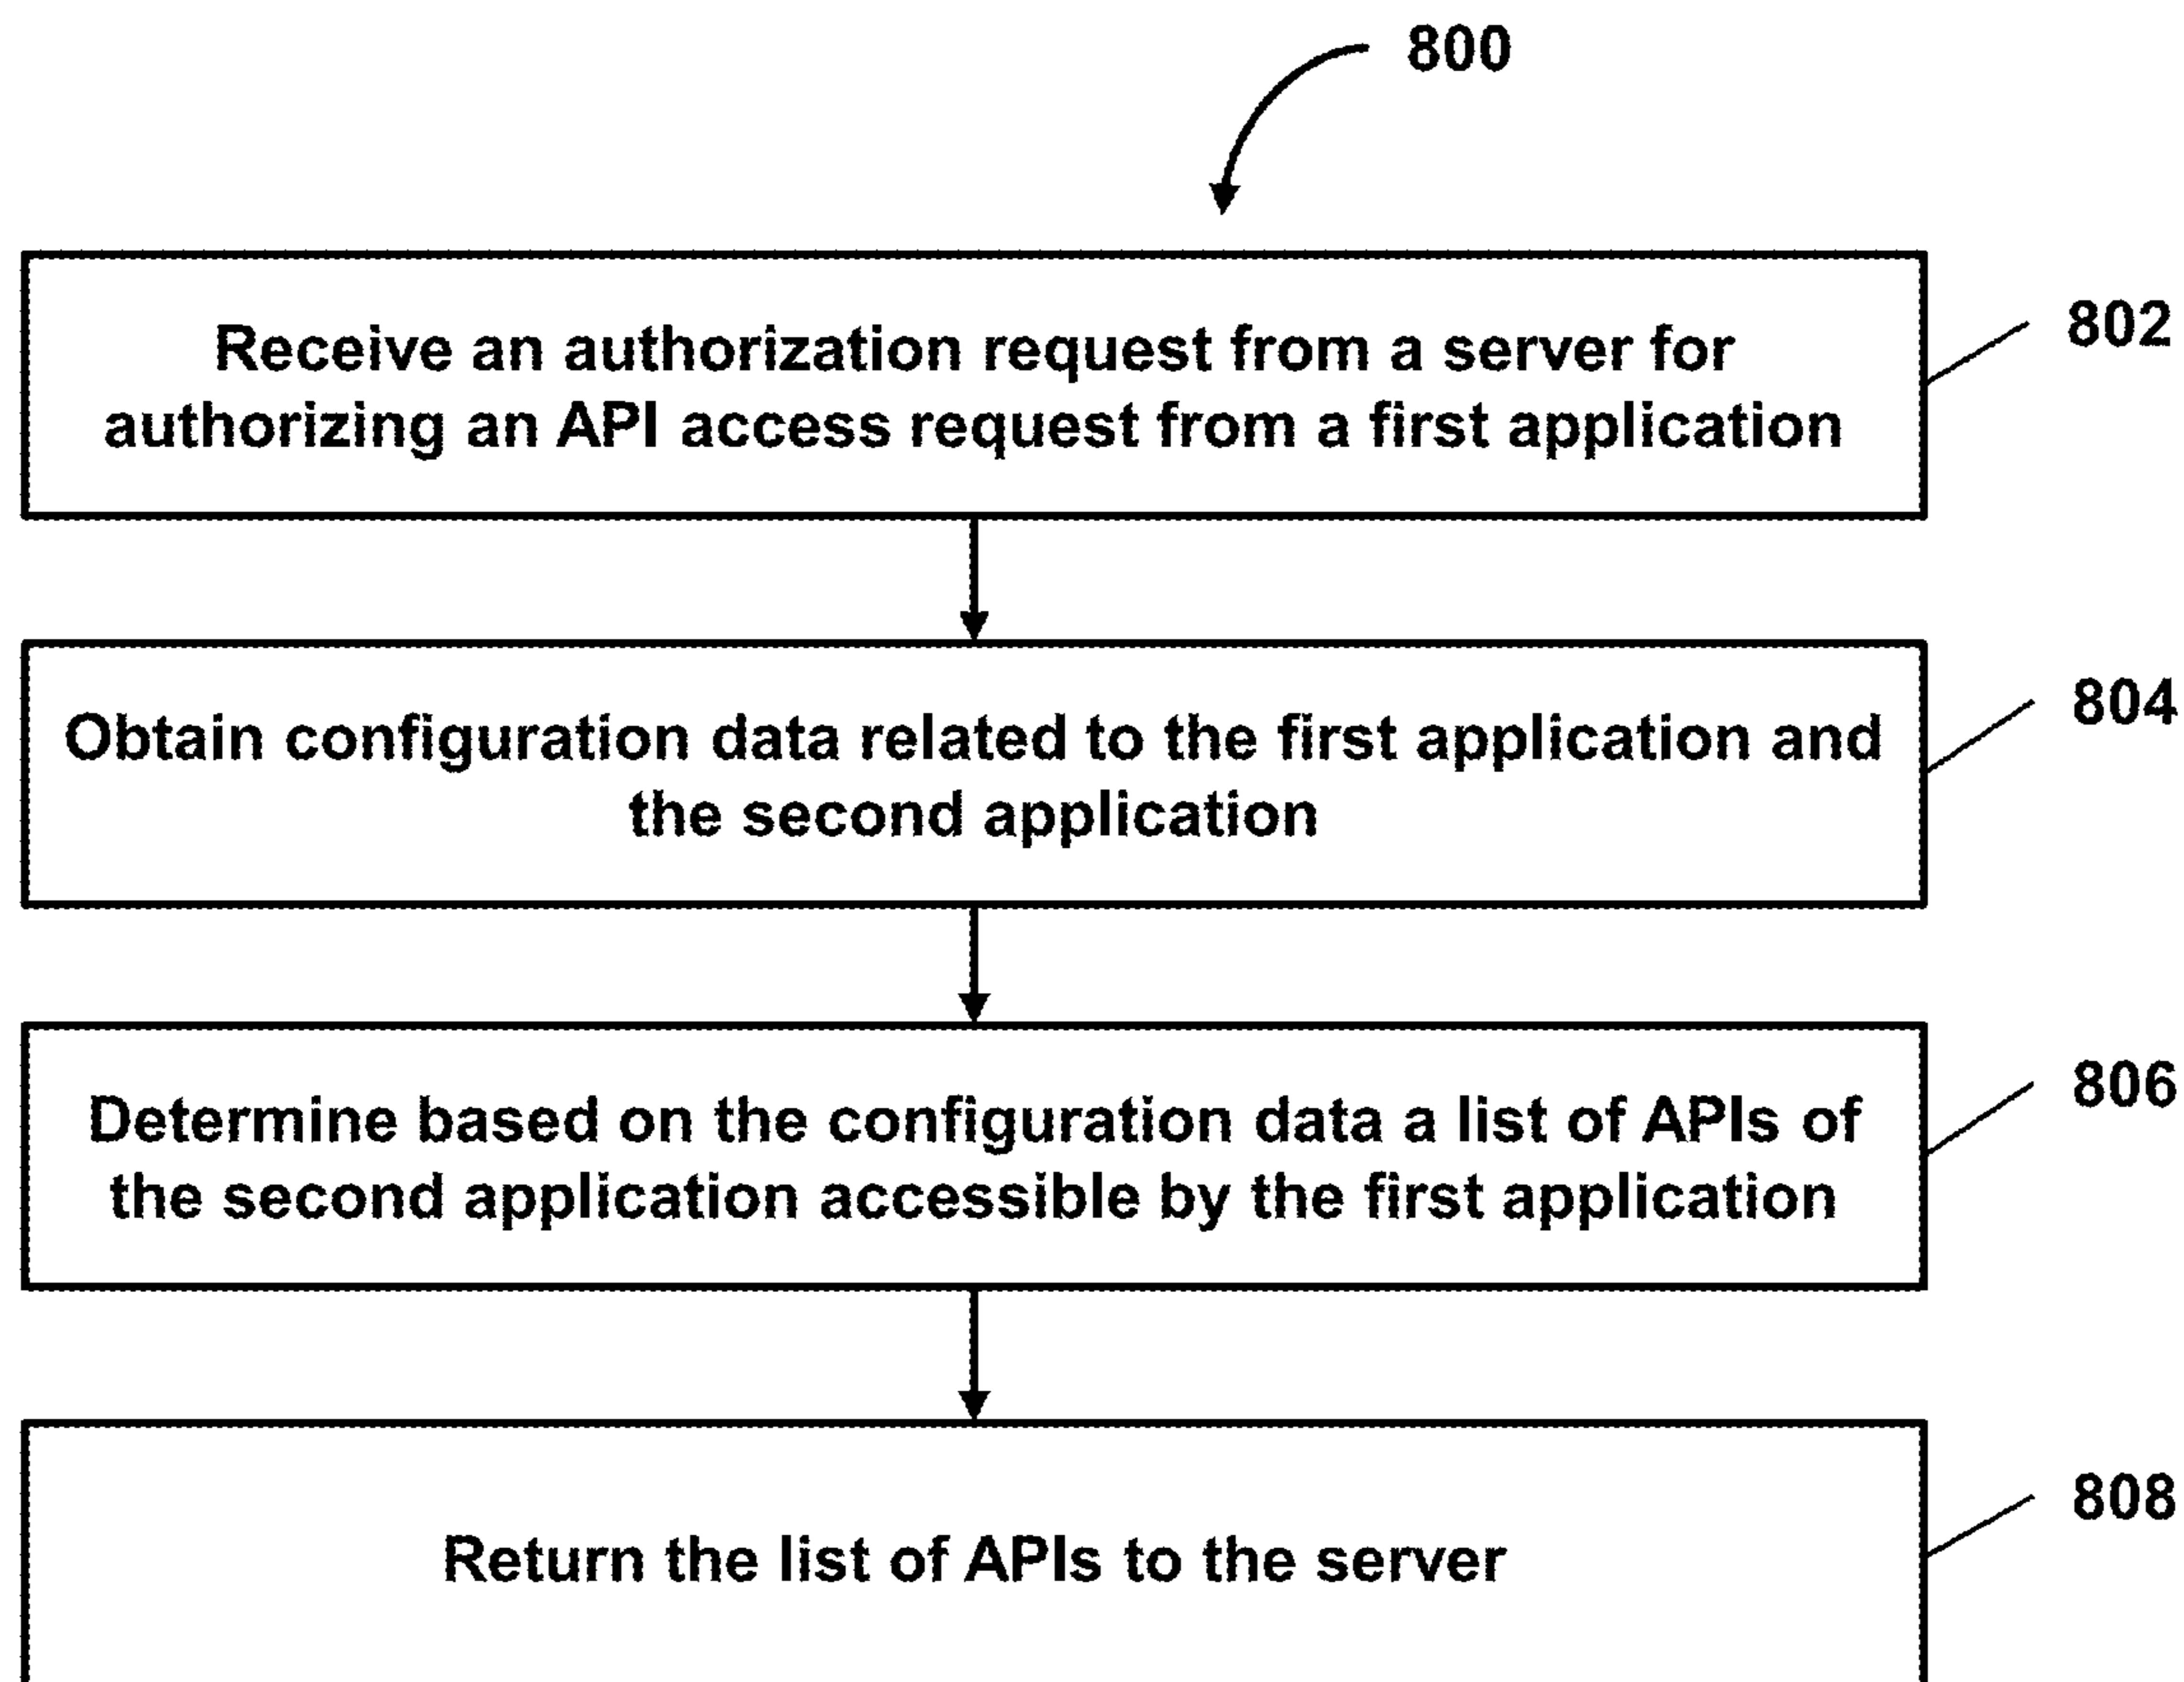 800
Receive an authorization request from a server for
authorizing an API access request from a first application
802
Obtain configuration data related to the first application and
the second application
804
Determine based on the configuration data a list of APIs of
the second application accessible by the first application
806
Return the list of APIs to the server
808